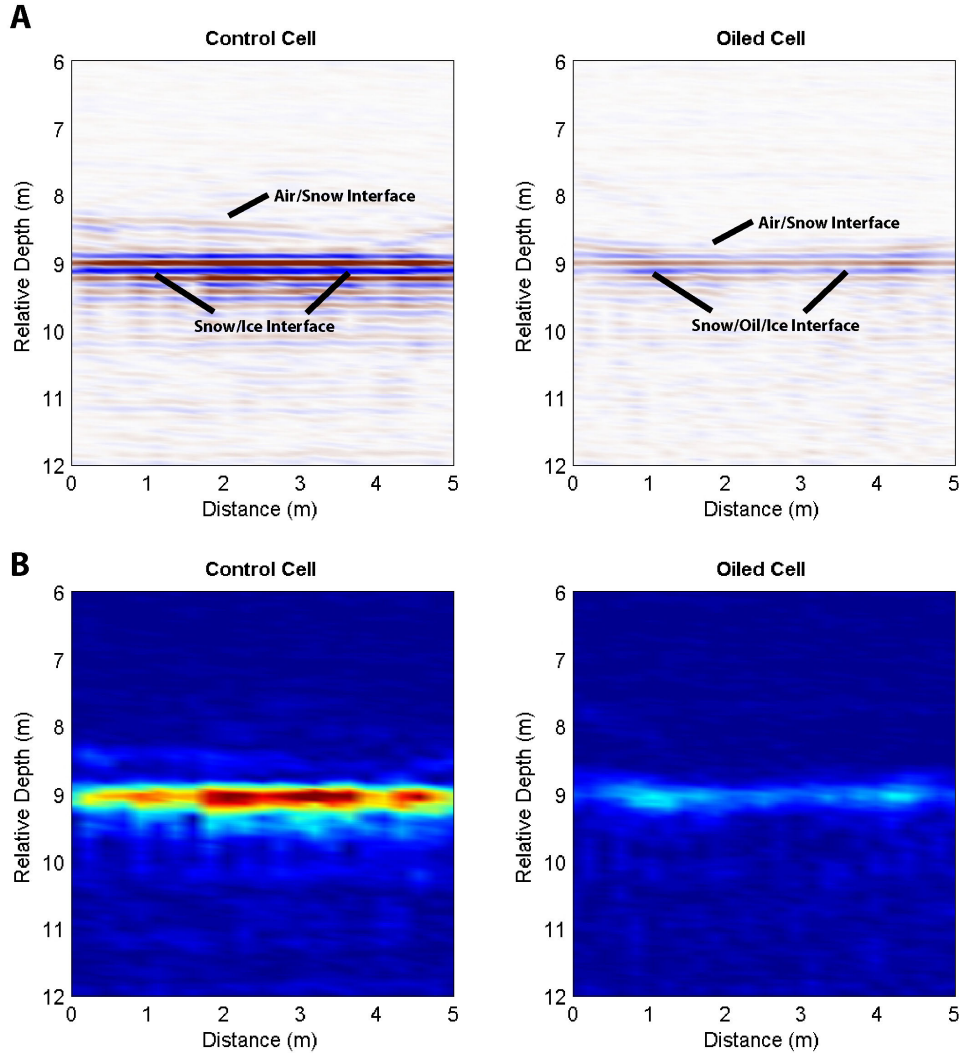 A
Control Cell
Oiled Cell
6
7
8
9
10
11
12
Relative Depth (m)
Air/Snow Interface
Snow/Ice Interface
0 1 2 3 4 5
Distance (m)
6
7
8
9
10
11
12
Relative Depth (m)
Air/Snow Interface
Snow/Oil/Ice Interface
0 1 2 3 4 5
Distance (m)
B
Control Cell
Oiled Cell
6
7
8
9
10
11
12
Relative Depth (m)
0 1 2 3 4 5
Distance (m)
6
7
8
9
10
11
12
Relative Depth (m)
0 1 2 3 4 5
Distance (m)